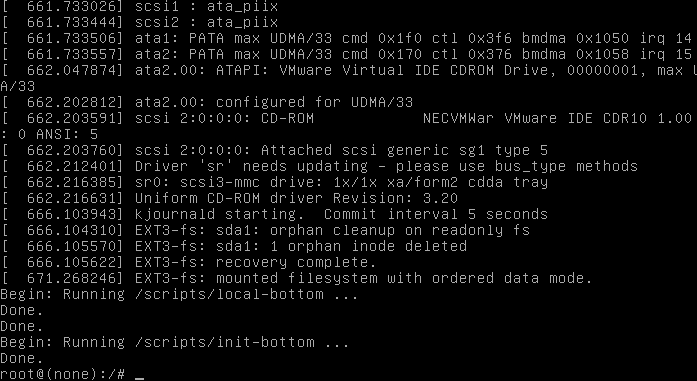 [  661.733026] scsi1 : ata_piix
[  661.733444] scsi2 : ata_piix
[  661.733506] ata1: PATA max UDMA/33 cmd 0x1f0 ctl 0x3f6 bmdma 0x1050 irq 14
[  661.733557] ata2: PATA max UDMA/33 cmd 0x170 ctl 0x376 bmdma 0x1058 irq 15
[  662.047874] ata2.00: ATAPI: VMware Virtual IDE CDROM Drive, 00000001, max U
A/33
[  662.202812] ata2.00: configured for UDMA/33
[  662.203591] scsi 2:0:0:0: CD-ROM            NECVMWar VMware IDE CDR10 1.00
: 0 ANSI: 5
[  662.203760] scsi 2:0:0:0: Attached scsi generic sg1 type 5
[  662.212401] Driver 'sr' needs updating - please use bus_type methods
[  662.216385] sr0: scsi3-mmc drive: 1x/1x xa/form2 cdda tray
[  662.216631] Uniform CD-ROM driver Revision: 3.20
[  666.103943] kjournald starting.  Commit interval 5 seconds
[  666.104310] EXT3-fs: sda1: orphan cleanup on readonly fs
[  666.105570] EXT3-fs: sda1: 1 orphan inode deleted
[  666.105622] EXT3-fs: recovery complete.
[  671.268246] EXT3-fs: mounted filesystem with ordered data mode.
Begin: Running /scripts/local-bottom ...
Done.
Done.
Begin: Running /scripts/init-bottom ...
Done.
root@(none):/# _